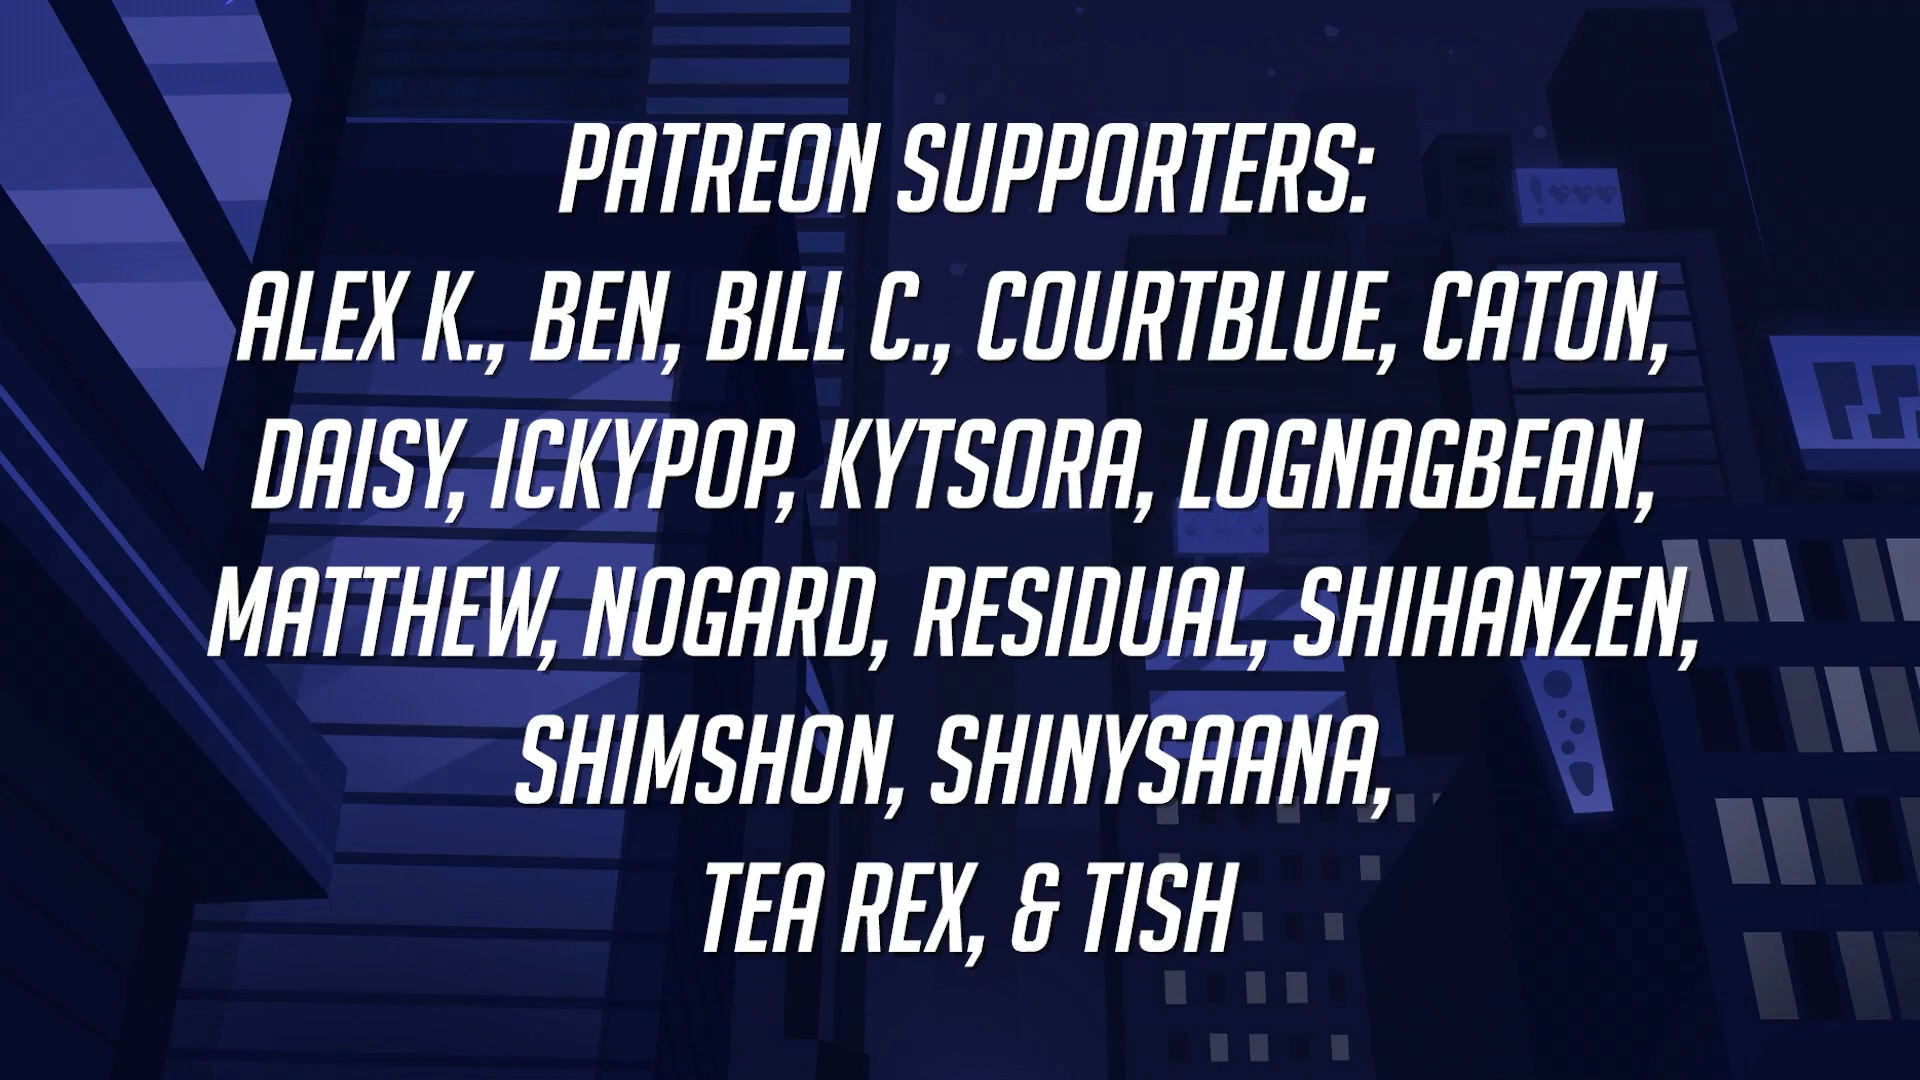 PATREON SUPPORTERS:
ALEX K., BEN, BILL C., COURTBLUE, CATON,
DAISY, ICKYPOP, KYTSORA, LOGNAGBEAN,
MATTHEW, NOGARD, RESIDUAL, SHIHANZEN,
SHIMSHON, SHINYSAANA,
TEA REX, & TISH